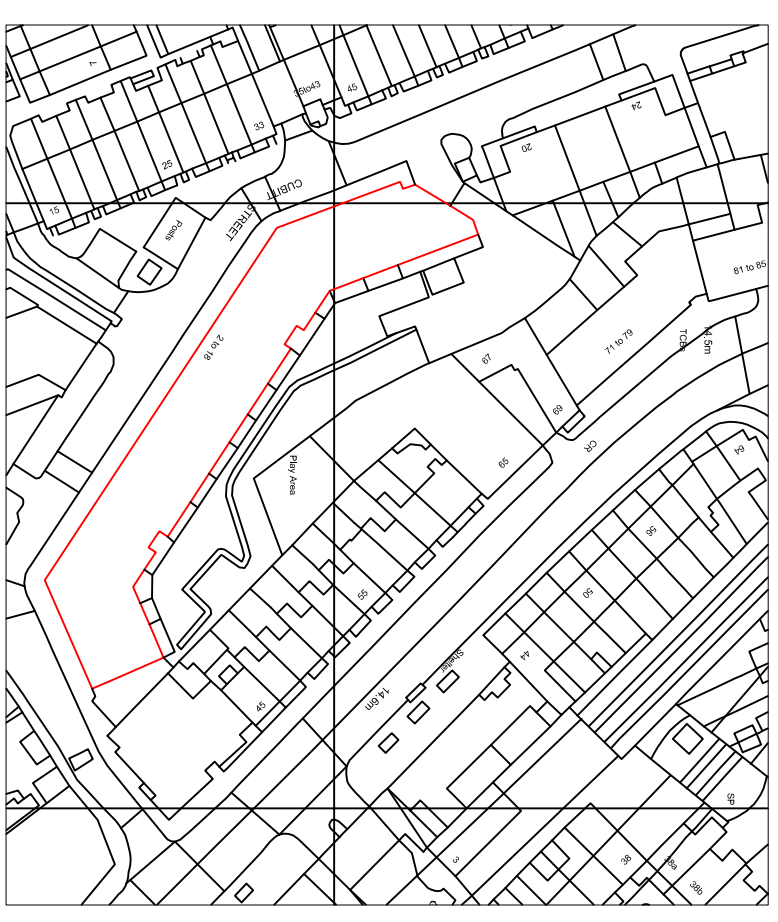 7
35to43
45
33
25
15
24
20
CUBITT
STREET
Posts
81 to 85
2 to 18
14.5m
TCBs
71 to 79
67
69
65
CR
64
Play Area
56
50
55
44
Shelter
14.6m
45
SP
3
38
38a
38b